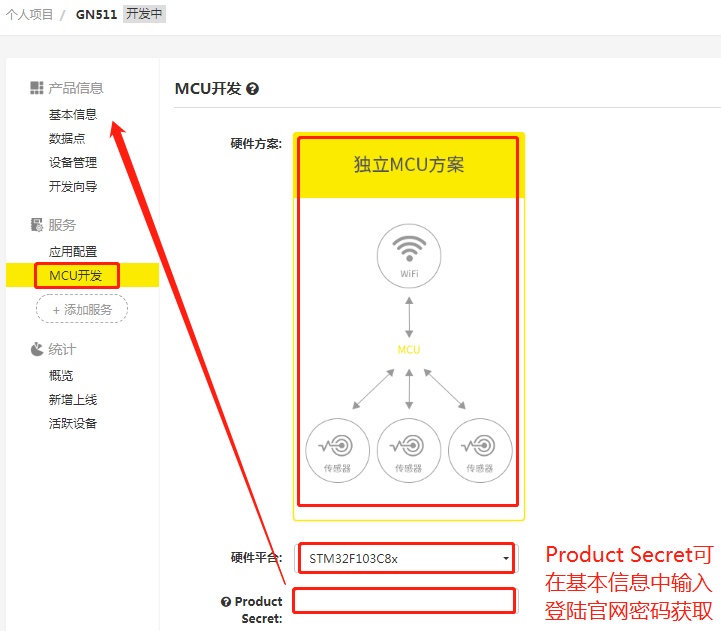 个人项目 / GN511 开发中
产品信息
基本信息
数据点
设备管理
开发向导
服务
应用配置
MCU开发
+ 添加服务
统计
概览
新增上线
活跃设备
MCU开发
硬件方案:
独立MCU方案
WiFi
MCU
传感器 传感器 传感器
硬件平台:
STM32F103C8x
Product
Secret:
Product Secret可
在基本信息中输入
登陆官网密码获取